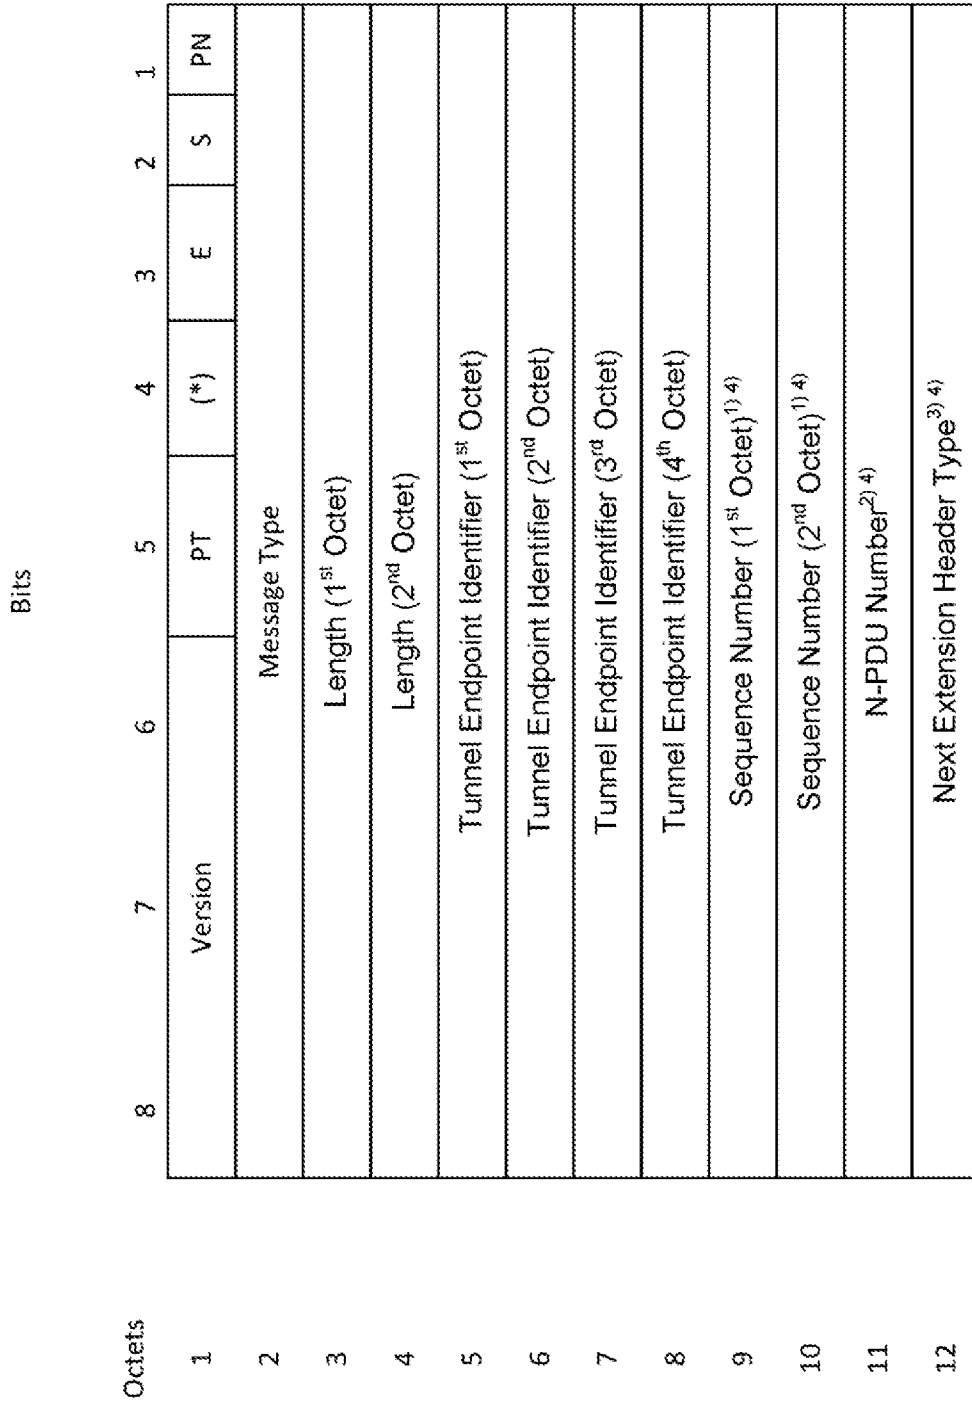 Bits
Octets 8 7 6 5 4 3 2 1
1 Version PT (*) E S PN
2 Message Type
3 Length (1st Octet)
4 Length (2nd Octet)
5 Tunnel Endpoint Identifier (1st Octet)
6 Tunnel Endpoint Identifier (2nd Octet)
7 Tunnel Endpoint Identifier (3rd Octet)
8 Tunnel Endpoint Identifier (4th Octet)
9 Sequence Number (1st Octet)1) 4)
10 Sequence Number (2nd Octet)1) 4)
11 N-PDU Number2) 4)
12 Next Extension Header Type3) 4)